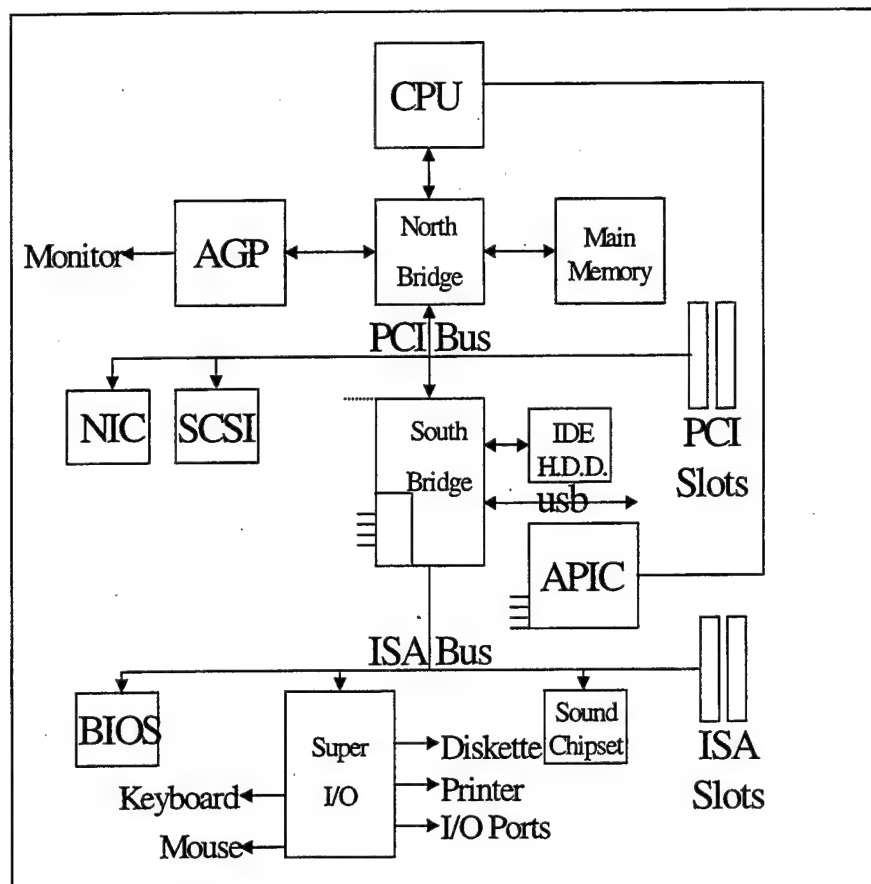 CPU
North
Bridge
AGP
Monitor
Main
Memory
PCI Bus
NIC
SCSI
South
Bridge
IDE
H.D.D.
usb
PCI
Slots
APIC
ISA Bus
BIOS
Super
I/O
Sound
Chipset
ISA
Slots
Diskette
Printer
I/O Ports
Keyboard
Mouse